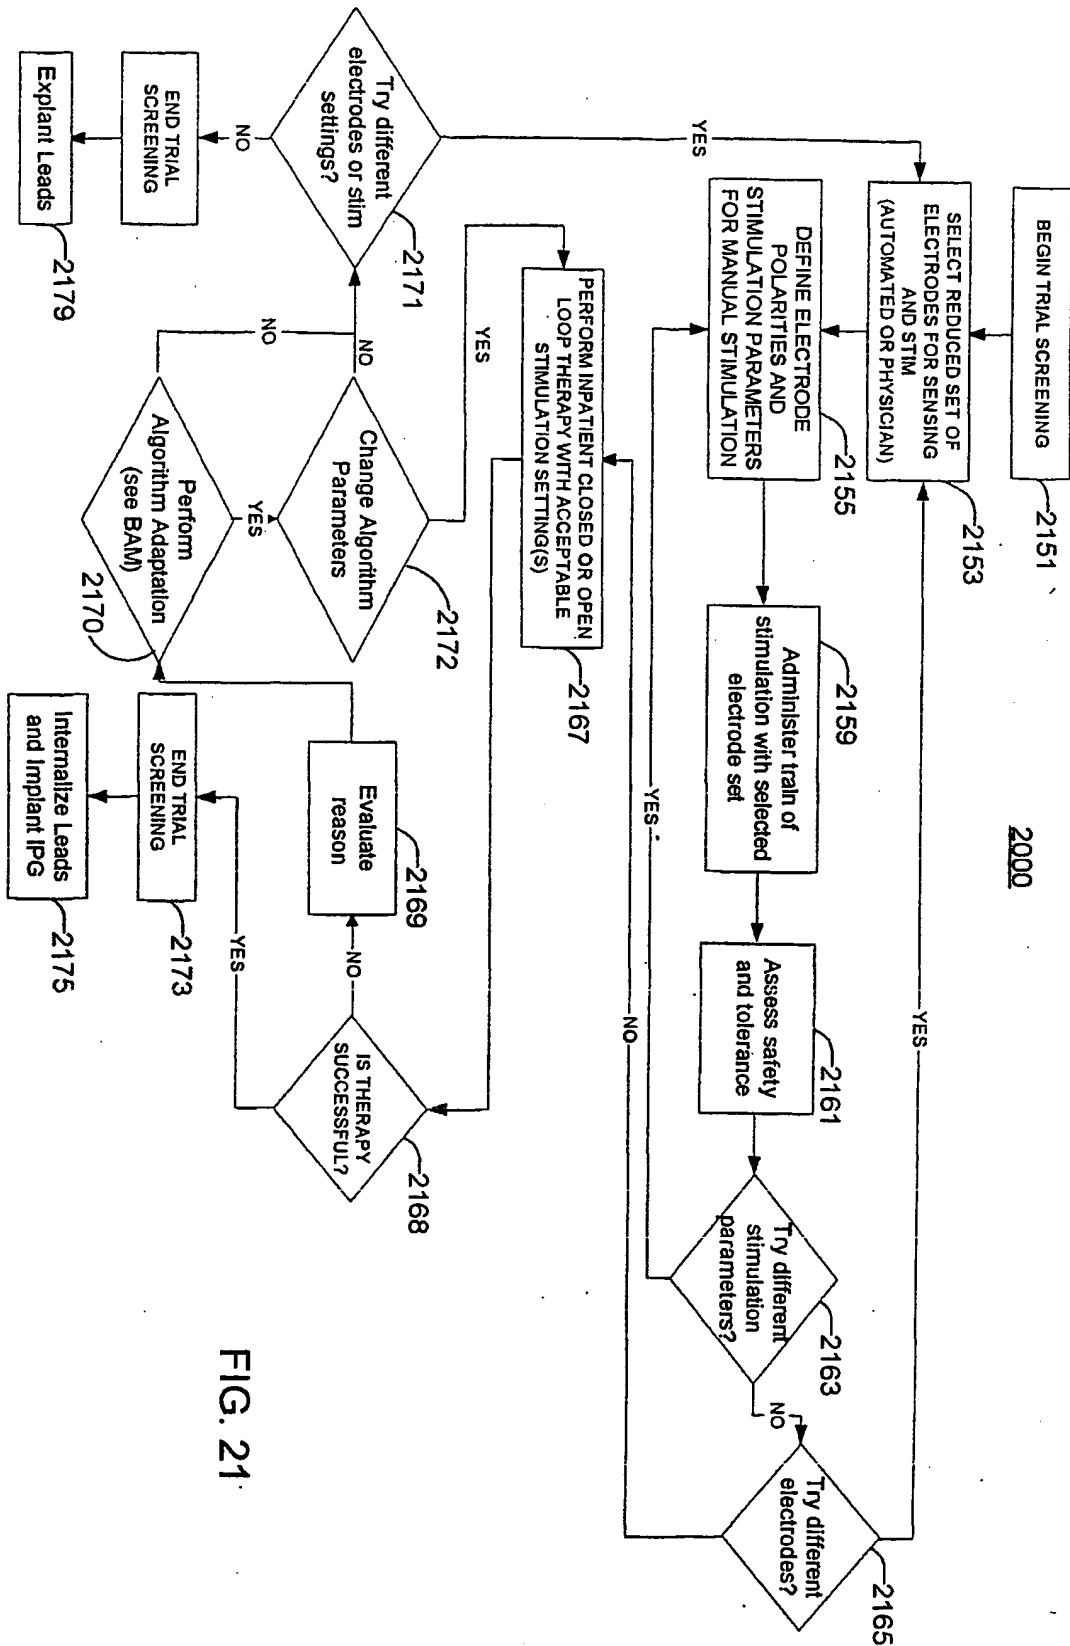 2000
BEGIN TRIAL SCREENING
2151
SELECT REDUCED SET OF
ELECTRODES FOR SENSING
AND STIM
(AUTOMATED OR PHYSICIAN)
2153
DEFINE ELECTRODE
POLARITIES AND
STIMULATION PARAMETERS
FOR MANUAL STIMULATION
2155
Administer train of
stimulation with selected
electrode set
2159
Assess safety
and tolerance
2161
Try different
stimulation
parameters?
2163
YES
NO
Try different
electrodes?
2165
YES
NO
PERFORM INPATIENT CLOSED OR OPEN
LOOP THERAPY WITH ACCEPTABLE
STIMULATION SETTING(S)
2167
IS THERAPY
SUCCESSFUL?
2168
NO
YES
Evaluate
reason
2169
END TRIAL
SCREENING
2173
Internalize Leads
and Implant IPG
2175
Perform
Algorithm Adaptation
(see BAM)
2170
YES
NO
Change Algorithm
Parameters
2172
YES
NO
Try different
electrodes or stim
settings?
2171
YES
NO
END TRIAL
SCREENING
Explant Leads
2179
FIG. 21